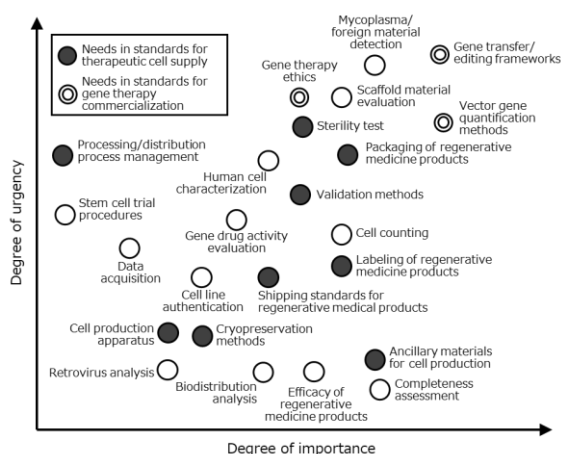 Mycoplasma/
foreign material
detection
Needs in standards for
therapeutic cell supply
Needs in standards for
gene therapy
commercialization
Gene transfer/
editing frameworks
Gene therapy
ethics
Scaffold material
evaluation
Vector gene
quantification
methods
Sterility test
Processing/distribution
process management
Packaging of regenerative
medicine products
Human cell
characterization
Validation methods
Stem cell trial
procedures
Gene drug activity
evaluation
Cell counting
Data
acquisition
Labeling of regenerative
medicine products
Cell line
authentication
Shipping standards for
regenerative medical products
Cell production
apparatus
Cryopreservation
methods
Ancillary materials
for cell production
Retrovirus analysis
Biodistribution
analysis
Efficacy of
regenerative
medicine products
Completeness
assessment
Degree of urgency
Degree of importance